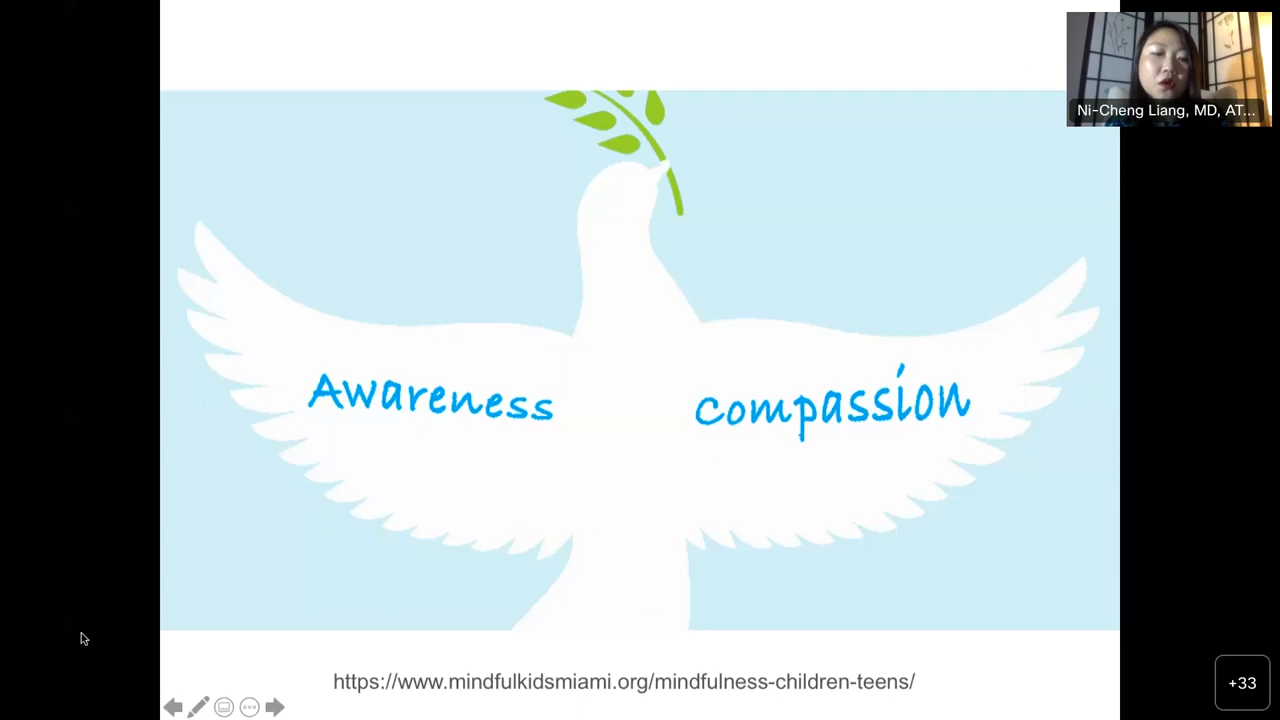 Ni-Cheng Liang, MD, AT...
Awareness
Compassion
https://www.mindfulkidsmiami.org/mindfulness-children-teens/
+33